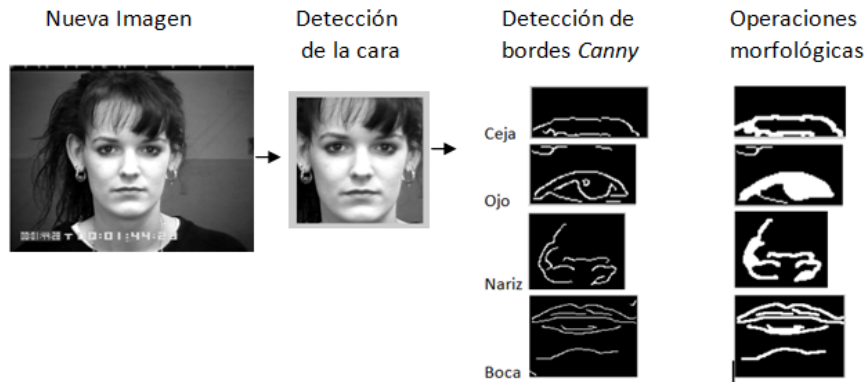 Nueva Imagen
Detección
de la cara
Detección de
bordes Canny
Operaciones
morfológicas
Ceja
Ojo
Nariz
Boca